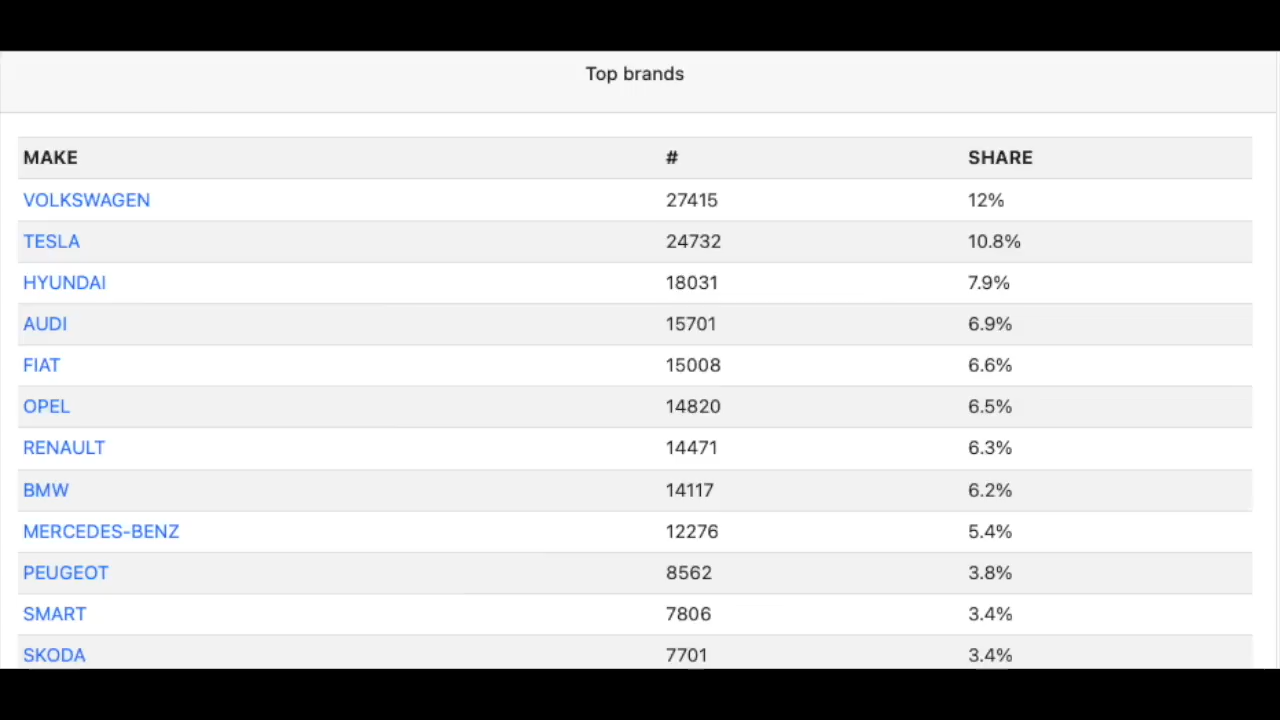 Top brands
MAKE # SHARE
VOLKSWAGEN 27415 12%
TESLA 24732 10.8%
HYUNDAI 18031 7.9%
AUDI 15701 6.9%
FIAT 15008 6.6%
OPEL 14820 6.5%
RENAULT 14471 6.3%
BMW 14117 6.2%
MERCEDES-BENZ 12276 5.4%
PEUGEOT 8562 3.8%
SMART 7806 3.4%
SKODA 7701 3.4%